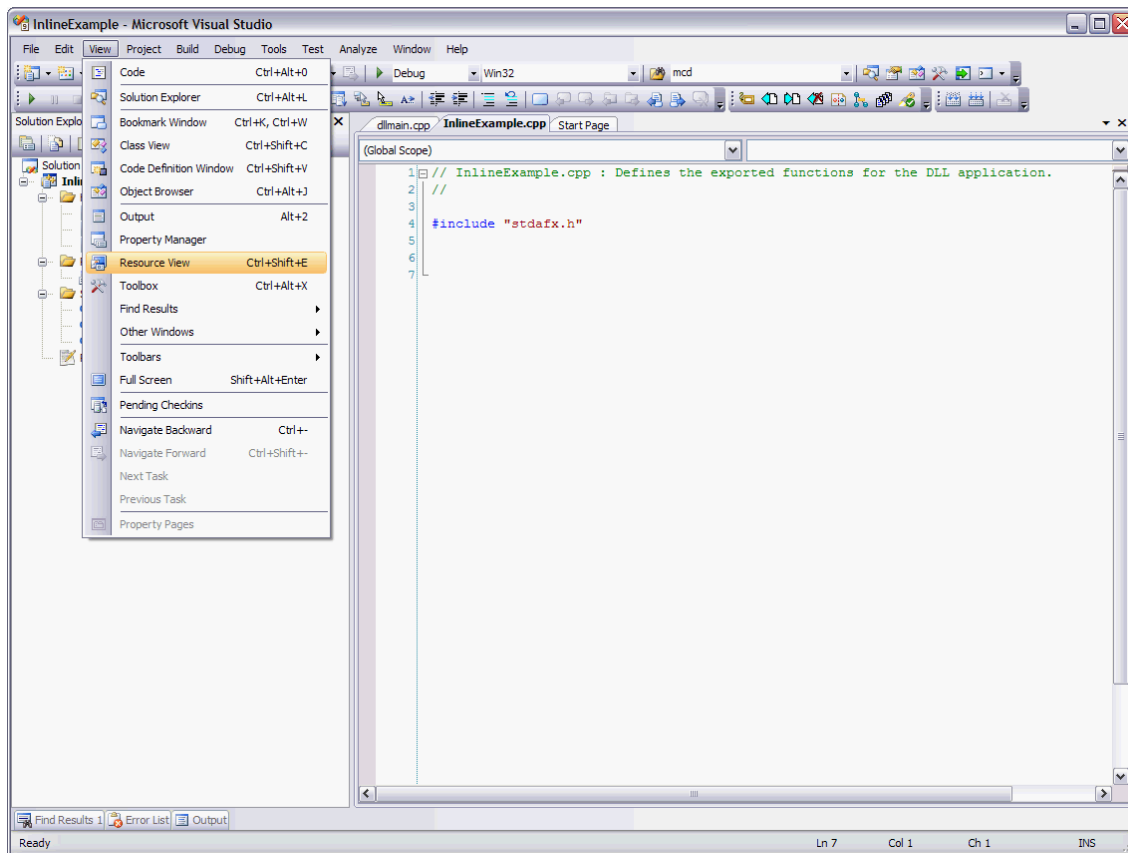 InlineExample - Microsoft Visual Studio
File Edit View Project Build Debug Tools Test Analyze Window Help
Debug Win32 mcd
Solution Explo
dllmain.cpp InlineExample.cpp Start Page
(Global Scope)
Solution
Inli
Code Ctrl+Alt+0
Solution Explorer Ctrl+Alt+L
Bookmark Window Ctrl+K, Ctrl+W
Class View Ctrl+Shift+C
Code Definition Window Ctrl+Shift+V
Object Browser Ctrl+Alt+J
Output Alt+2
Property Manager
Resource View Ctrl+Shift+E
Toolbox Ctrl+Alt+X
Find Results
Other Windows
Toolbars
Full Screen Shift+Alt+Enter
Pending Checkins
Navigate Backward Ctrl+-
Navigate Forward Ctrl+Shift+-
Next Task
Previous Task
Property Pages
1 // InlineExample.cpp : Defines the exported functions for the DLL application.
2 //
3
4 #include "stdafx.h"
5
6
7
Find Results 1 Error List Output
Ready Ln 7 Col 1 Ch 1 INS